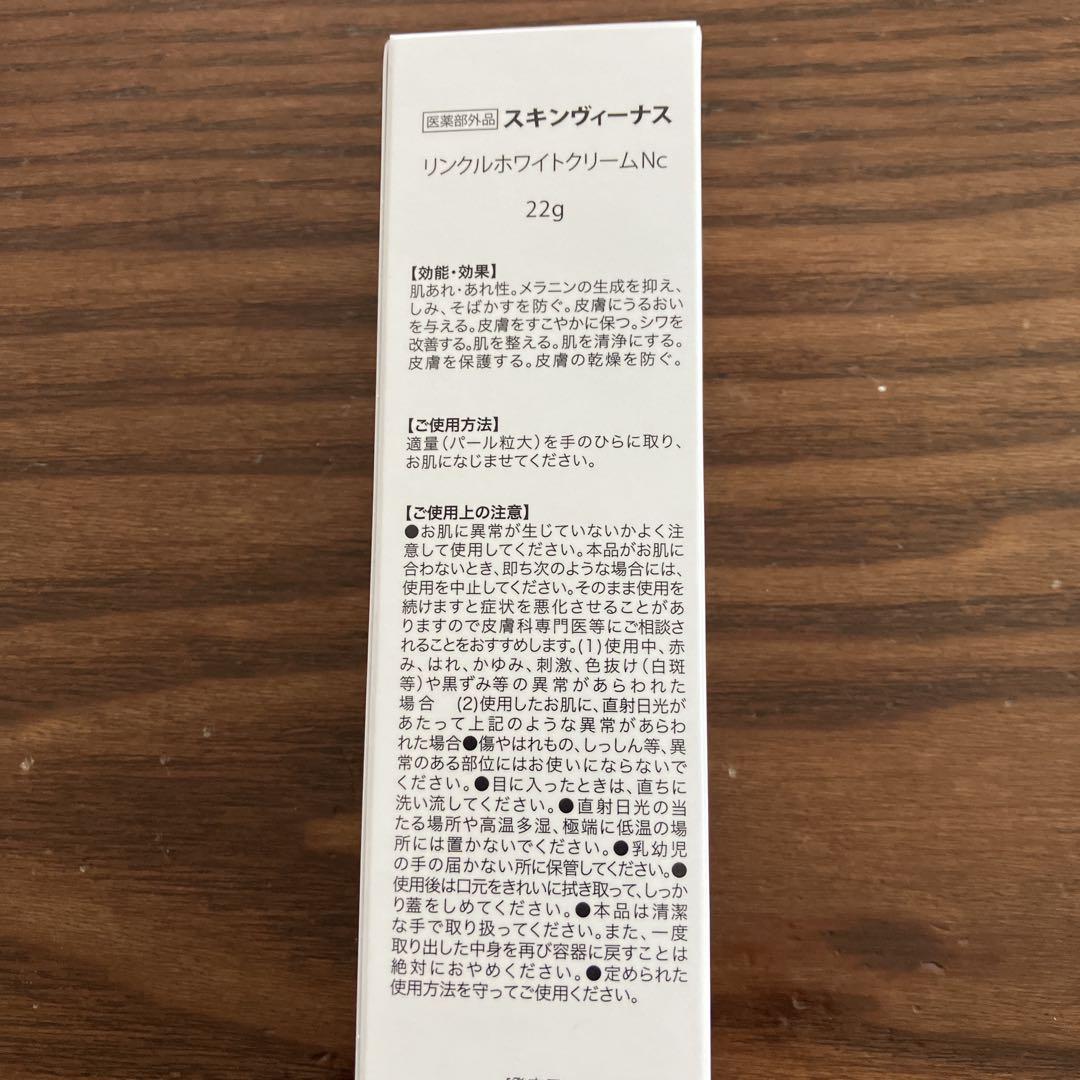 医薬部外品 スキンヴィーナス
リンクルホワイトクリームNc
22g
【効能・効果】
肌あれ・あれ性。メラニンの生成を抑え、
しみ、そばかすを防ぐ。皮膚にうるおい
を与える。皮膚をすこやかに保つ。シワを
改善する。肌を整える。肌を清浄にする。
皮膚を保護する。皮膚の乾燥を防ぐ。
【ご使用方法】
適量(パール粒大)を手のひらに取り、
お肌になじませてください。
【ご使用上の注意】
●お肌に異常が生じていないかよく注
意して使用してください。本品がお肌に
合わないとき、即ち次のような場合には、
使用を中止してください。そのまま使用を
続けますと症状を悪化させることがあ
りますので皮膚科専門医等にご相談さ
れることをおすすめします。(1)使用中、赤
み、はれ、かゆみ、刺激、色抜け(白斑
等)や黒ずみ等の異常があらわれた
場合 (2)使用したお肌に、直射日光が
あたって上記のような異常があらわ
れた場合●傷やはれもの、しっしん等、異
常のある部位にはお使いにならないで
ください。●目に入ったときは、直ちに
洗い流してください。●直射日光の当
たる場所や高温多湿、極端に低温の場
所には置かないでください。●乳幼児
の手の届かない所に保管してください。●
使用後は口元をきれいに拭き取って、しっか
り蓋をしめてください。●本品は清潔
な手で取り扱ってください。また、一度
取り出した中身を再び容器に戻すことは
絶対におやめください。●定められた
使用方法を守ってご使用ください。